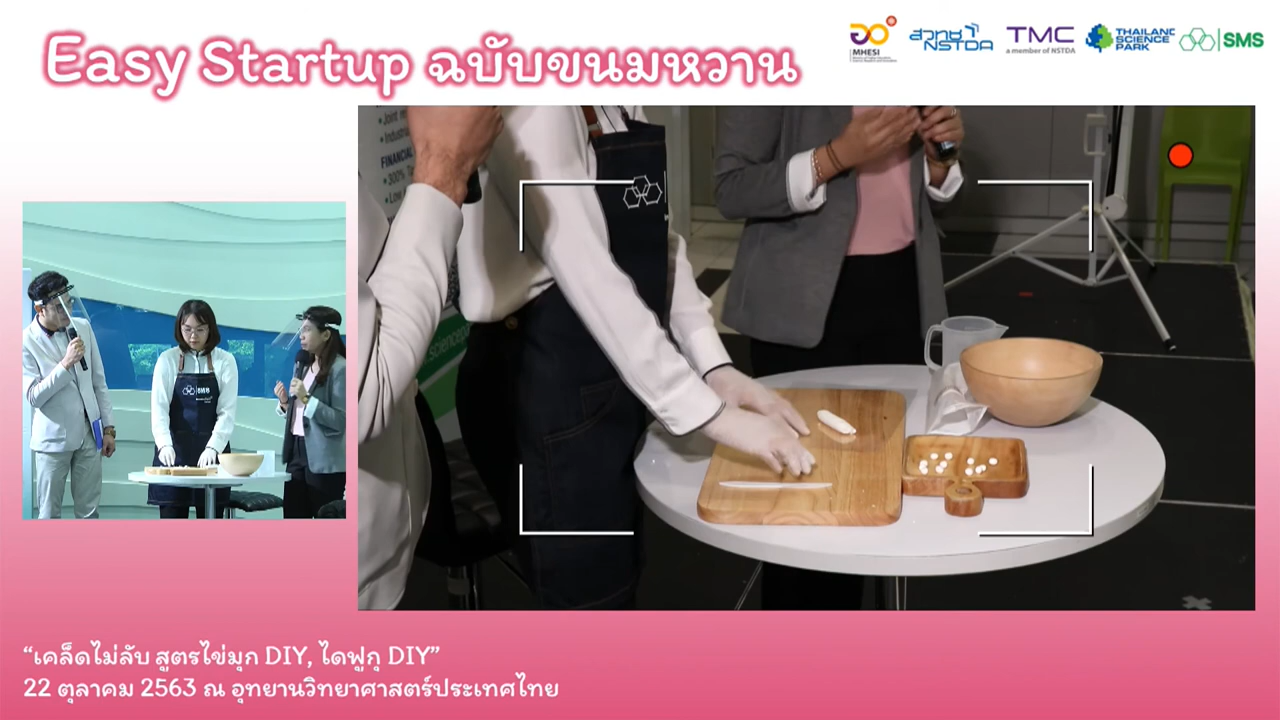 Easy Startup ฉบับขนมหวาน
MHESI
สวทช
NSTDA
TMC
a member of NSTDA
THAILAND
SCIENCE
PARK
SMS
FINANCIAL
SMS
"เคล็ดไม่ลับ สูตรไข่มุก DIY, ไดฟูกุ DIY"
22 ตุลาคม 2563 ณ อุทยานวิทยาศาสตร์ประเทศไทย